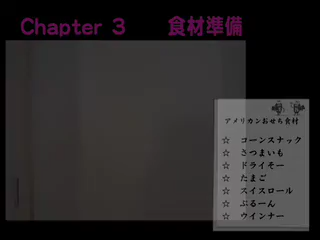 Chapter 3 食材準備
アメリカンおせち食材
☆ コーンスナック
☆ さつまいも
☆ ドライモー
☆ たまご
☆ スイスロール
☆ ぷるーん
☆ ウインナー